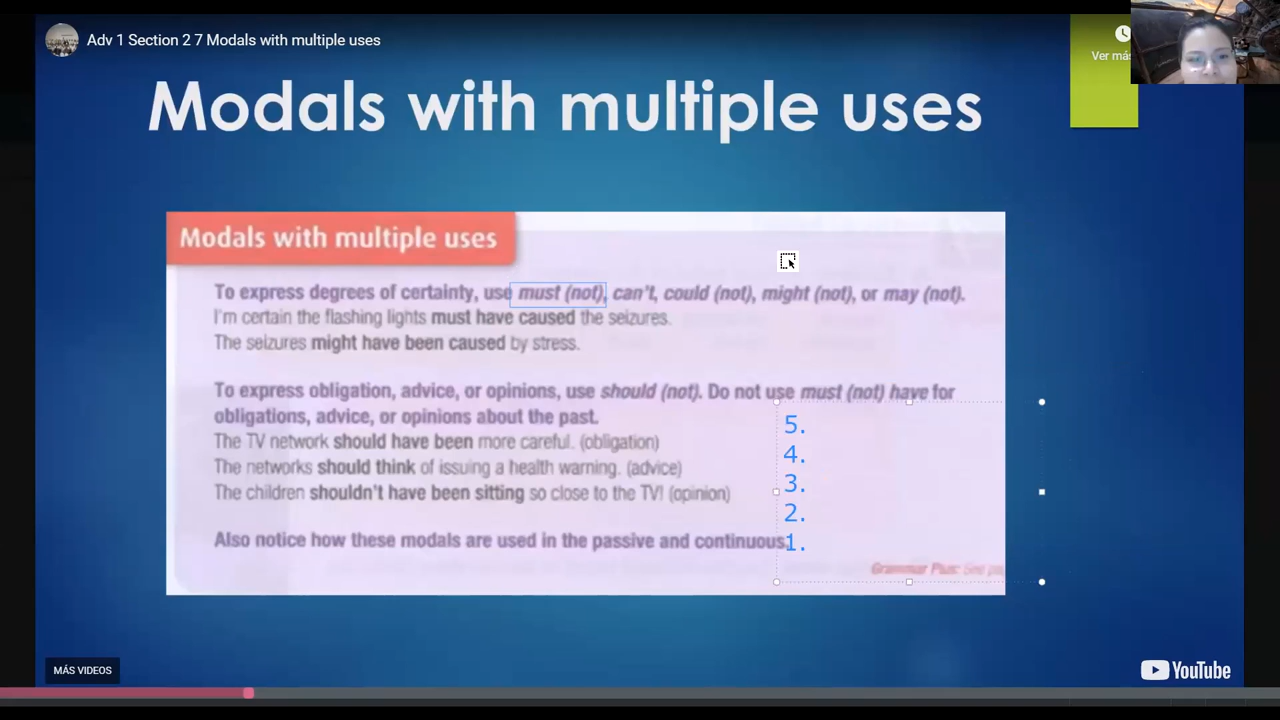 Adv 1 Section 2 7 Modals with multiple uses
Ver más
Modals with multiple uses
Modals with multiple uses
To express degrees of certainty, use must (not), can't, could (not), might (not), or may (not).
I'm certain the flashing lights must have caused the seizures.
The seizures might have been caused by stress.
To express obligation, advice, or opinions, use should (not). Do not use must (not) have for
obligations, advice, or opinions about the past.
The TV network should have been more careful. (obligation)
The networks should think of issuing a health warning. (advice)
The children shouldn't have been sitting so close to the TV! (opinion)
Also notice how these modals are used in the passive and continuous.
5.
4.
3.
2.
1.
Grammar Plus: See
MÁS VIDEOS
YouTube